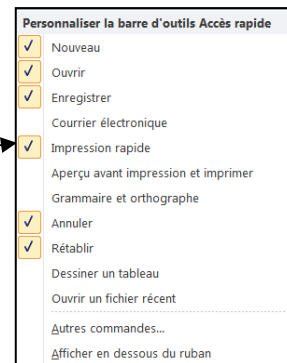 Personnaliser la barre d'outils Accès rapide
Nouveau
Ouvrir
Enregistrer
Courrier électronique
Impression rapide
Aperçu avant impression et imprimer
Grammaire et orthographe
Annuler
Rétablir
Dessiner un tableau
Ouvrir un fichier récent
Autres commandes...
Afficher en dessous du ruban